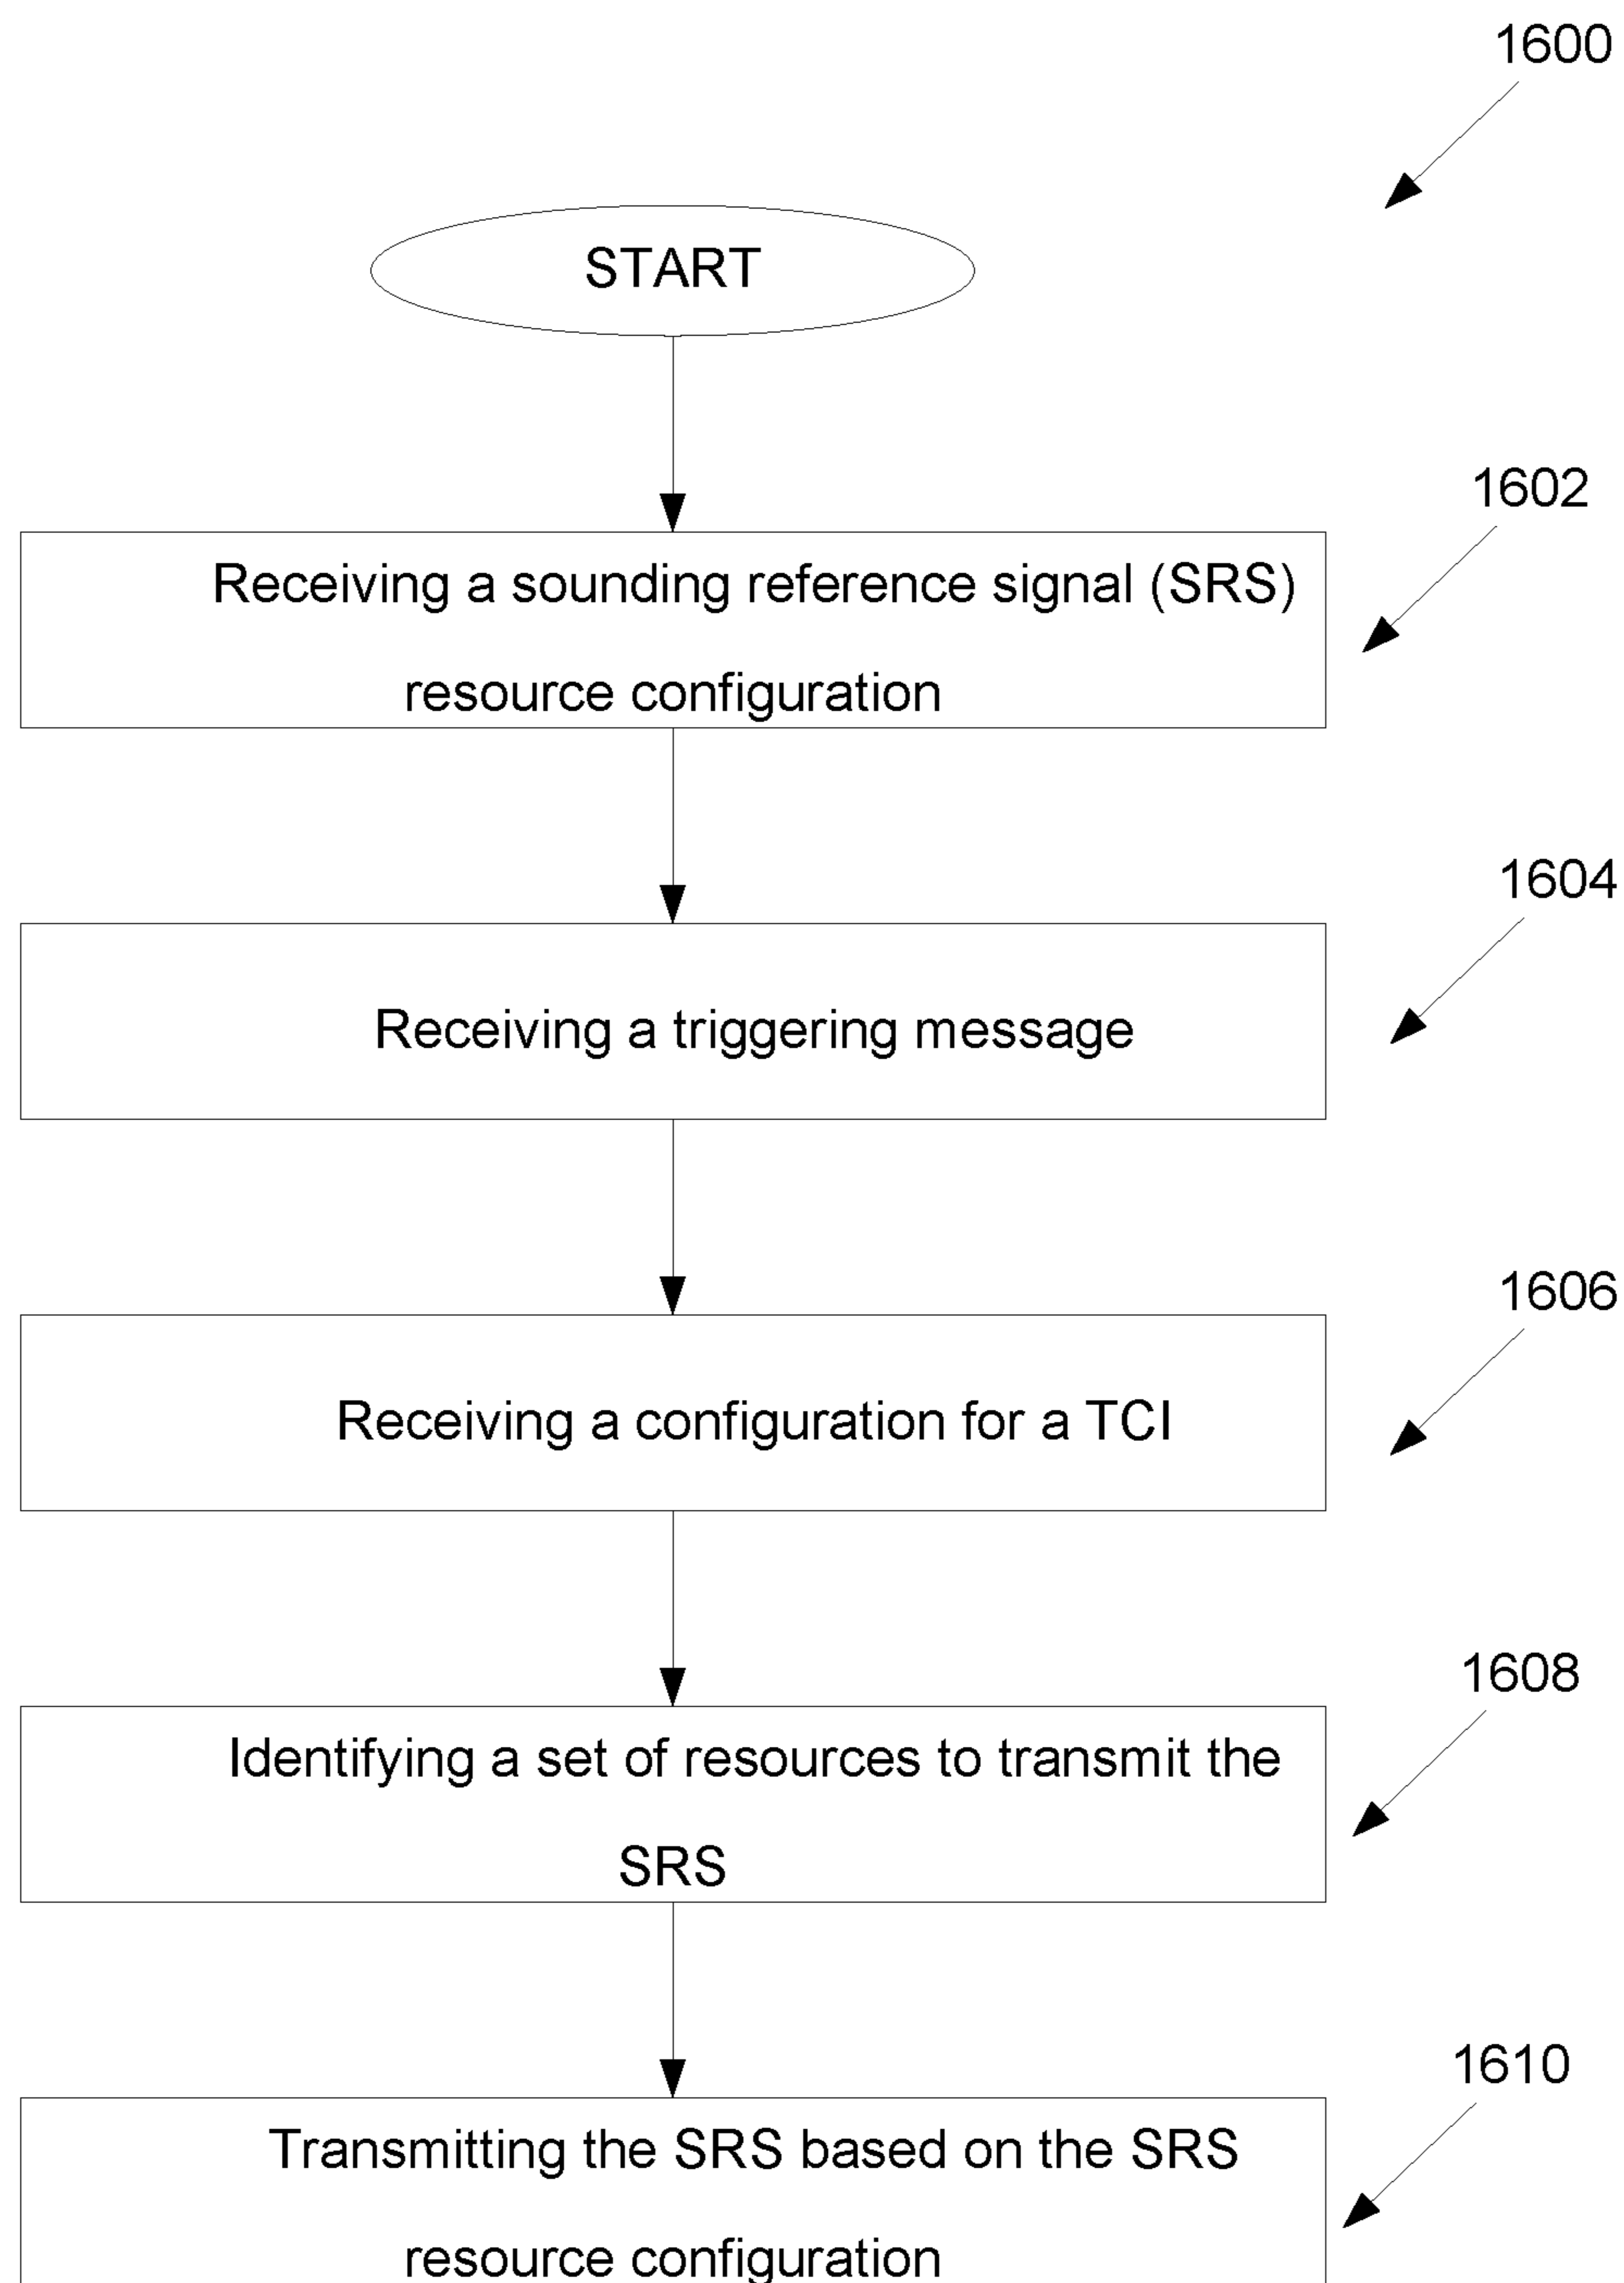 1600
START
1602
Receiving a sounding reference signal (SRS)
resource configuration
1604
Receiving a triggering message
1606
Receiving a configuration for a TCI
1608
Identifying a set of resources to transmit the
SRS
1610
Transmitting the SRS based on the SRS
resource configuration